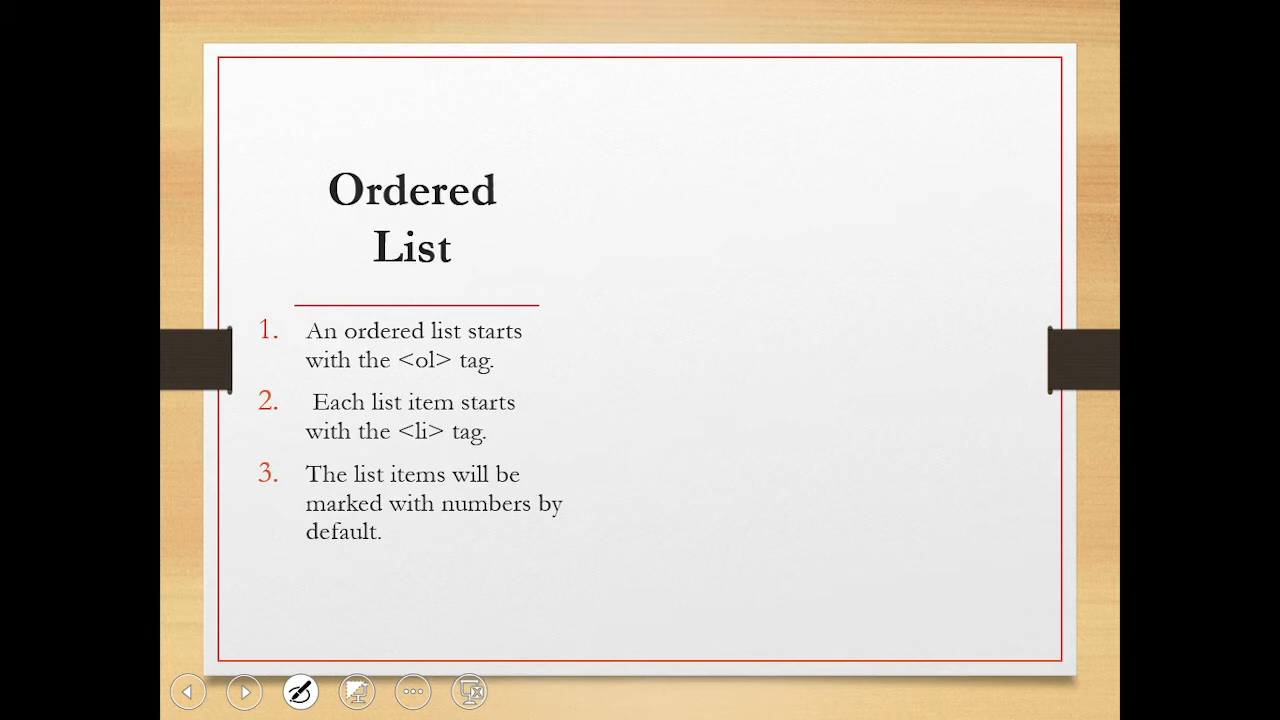 Ordered
List
1. An ordered list starts
with the <ol> tag.
2. Each list item starts
with the <li> tag.
3. The list items will be
marked with numbers by
default.